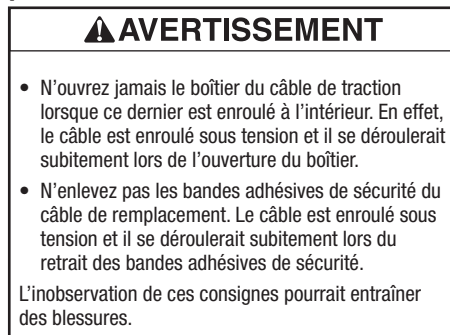 AVERTISSEMENT
• N’ouvrez jamais le boîtier du câble de traction
lorsque ce dernier est enroulé à l’intérieur. En effet,
le câble est enroulé sous tension et il se déroulerait
subitement lors de l’ouverture du boîtier.
• N’enlevez pas les bandes adhésives de sécurité du
câble de remplacement. Le câble est enroulé sous
tension et il se déroulerait subitement lors du
retrait des bandes adhésives de sécurité.
L’inobservation de ces consignes pourrait entraîner
des blessures.